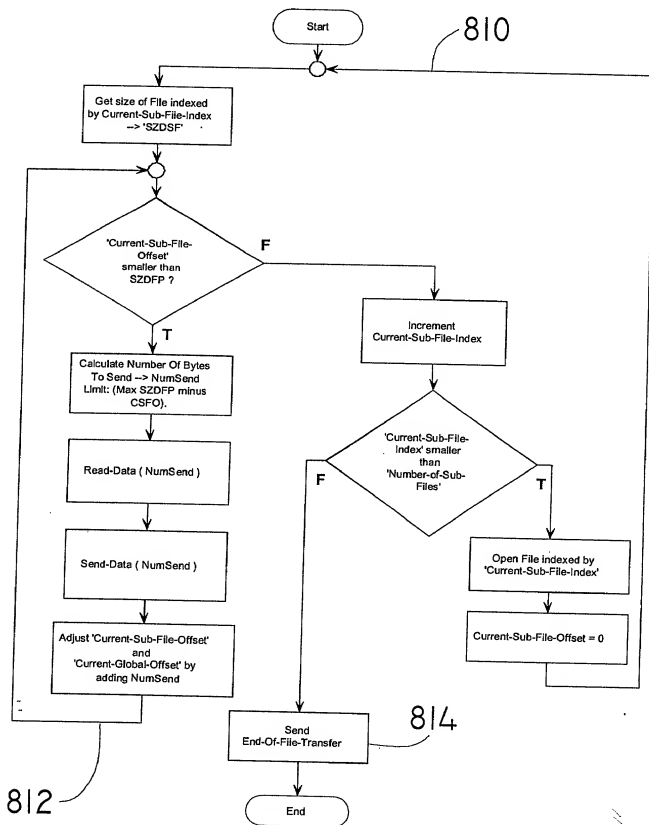 Start
810
Get size of File indexed
by Current-Sub-File-Index
--> 'SZDSF'
'Current-Sub-File-
Offset'
smaller than
SZDFP ?
F
T
Increment
Current-Sub-File-Index
Calculate Number Of Bytes
To Send --> NumSend
Limit: (Max SZDFP minus
CSFO).
'Current-Sub-File-
Index' smaller
than
'Number-of-Sub-
Files'
F
T
Read-Data ( NumSend )
Open File indexed by
'Current-Sub-File-Index'
Send-Data ( NumSend )
Current-Sub-File-Offset = 0
Adjust 'Current-Sub-File-Offset'
and
'Current-Global-Offset' by
adding NumSend
Send
End-Of-File-Transfer
814
812
End